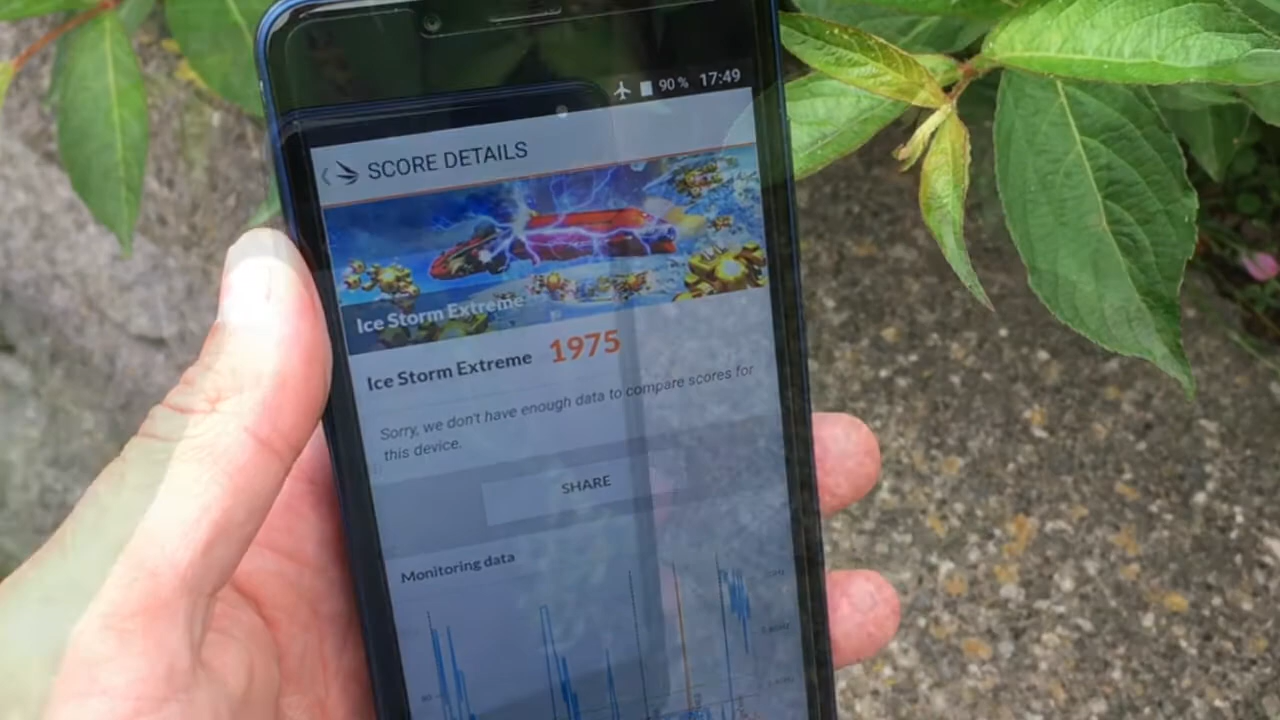 90 % 17:49
SCORE DETAILS
Ice Storm Extreme
Ice Storm Extreme 1975
Sorry, we don't have enough data to compare scores for
this device.
SHARE
Monitoring data